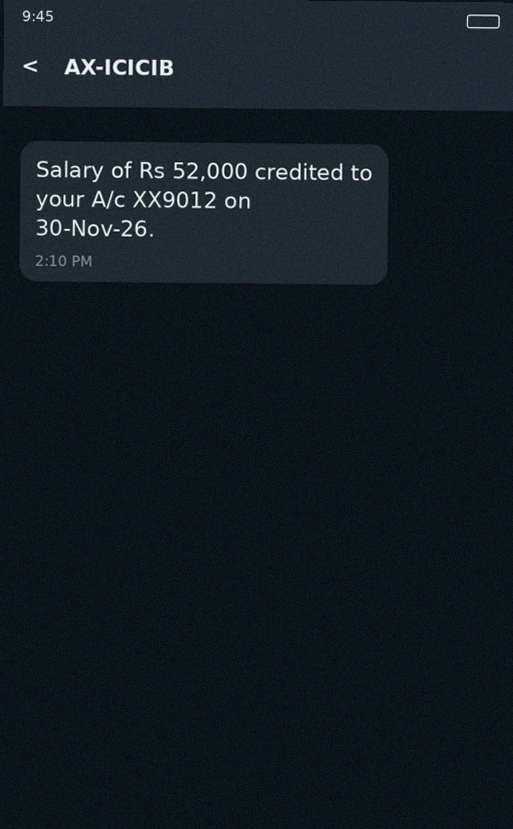 9:45
< AX-ICICIB
Salary of Rs 52,000 credited to
your A/c XX9012 on
30-Nov-26.
2:10 PM